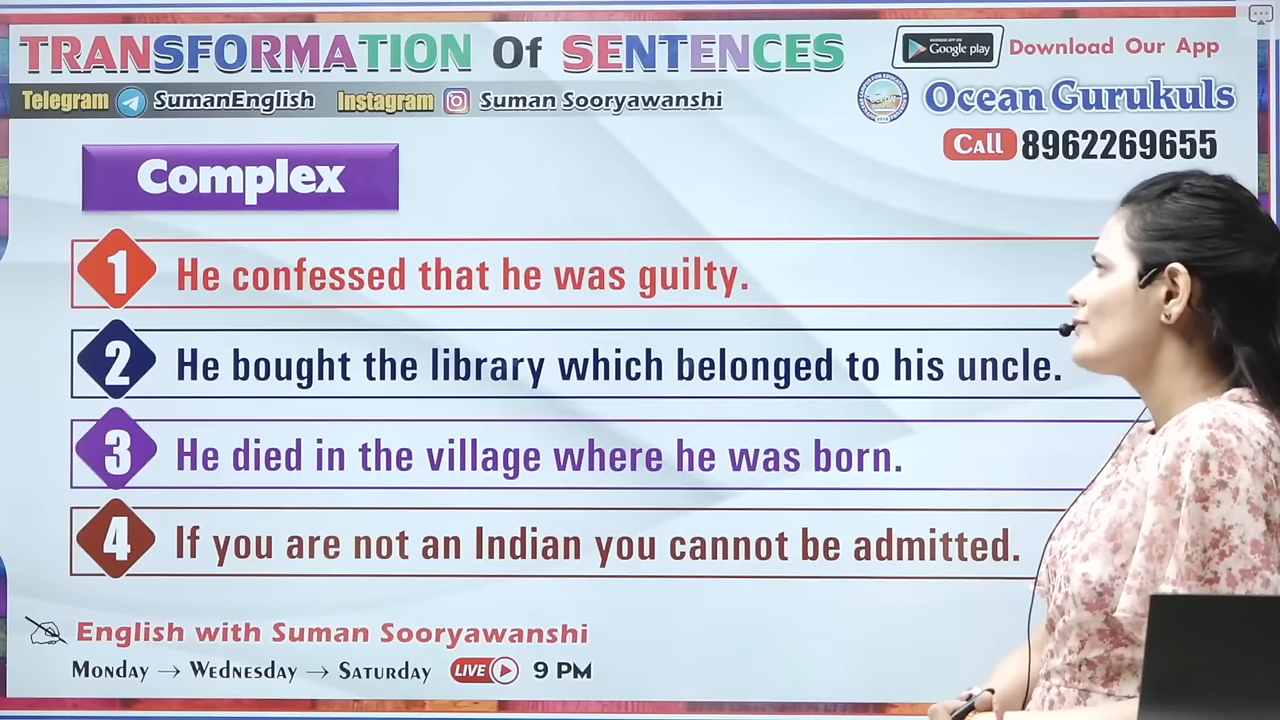 TRANSFORMATION Of SENTENCES
ANDROID APP ON
Google play
Download Our App
Telegram SumanEnglish Instagram Suman Sooryawanshi
Ocean Gurukuls
CALL 8962269655
Complex
1 He confessed that he was guilty.
2 He bought the library which belonged to his uncle.
3 He died in the village where he was born.
4 If you are not an Indian you cannot be admitted.
English with Suman Sooryawanshi
Monday → Wednesday → Saturday LIVE 9 PM